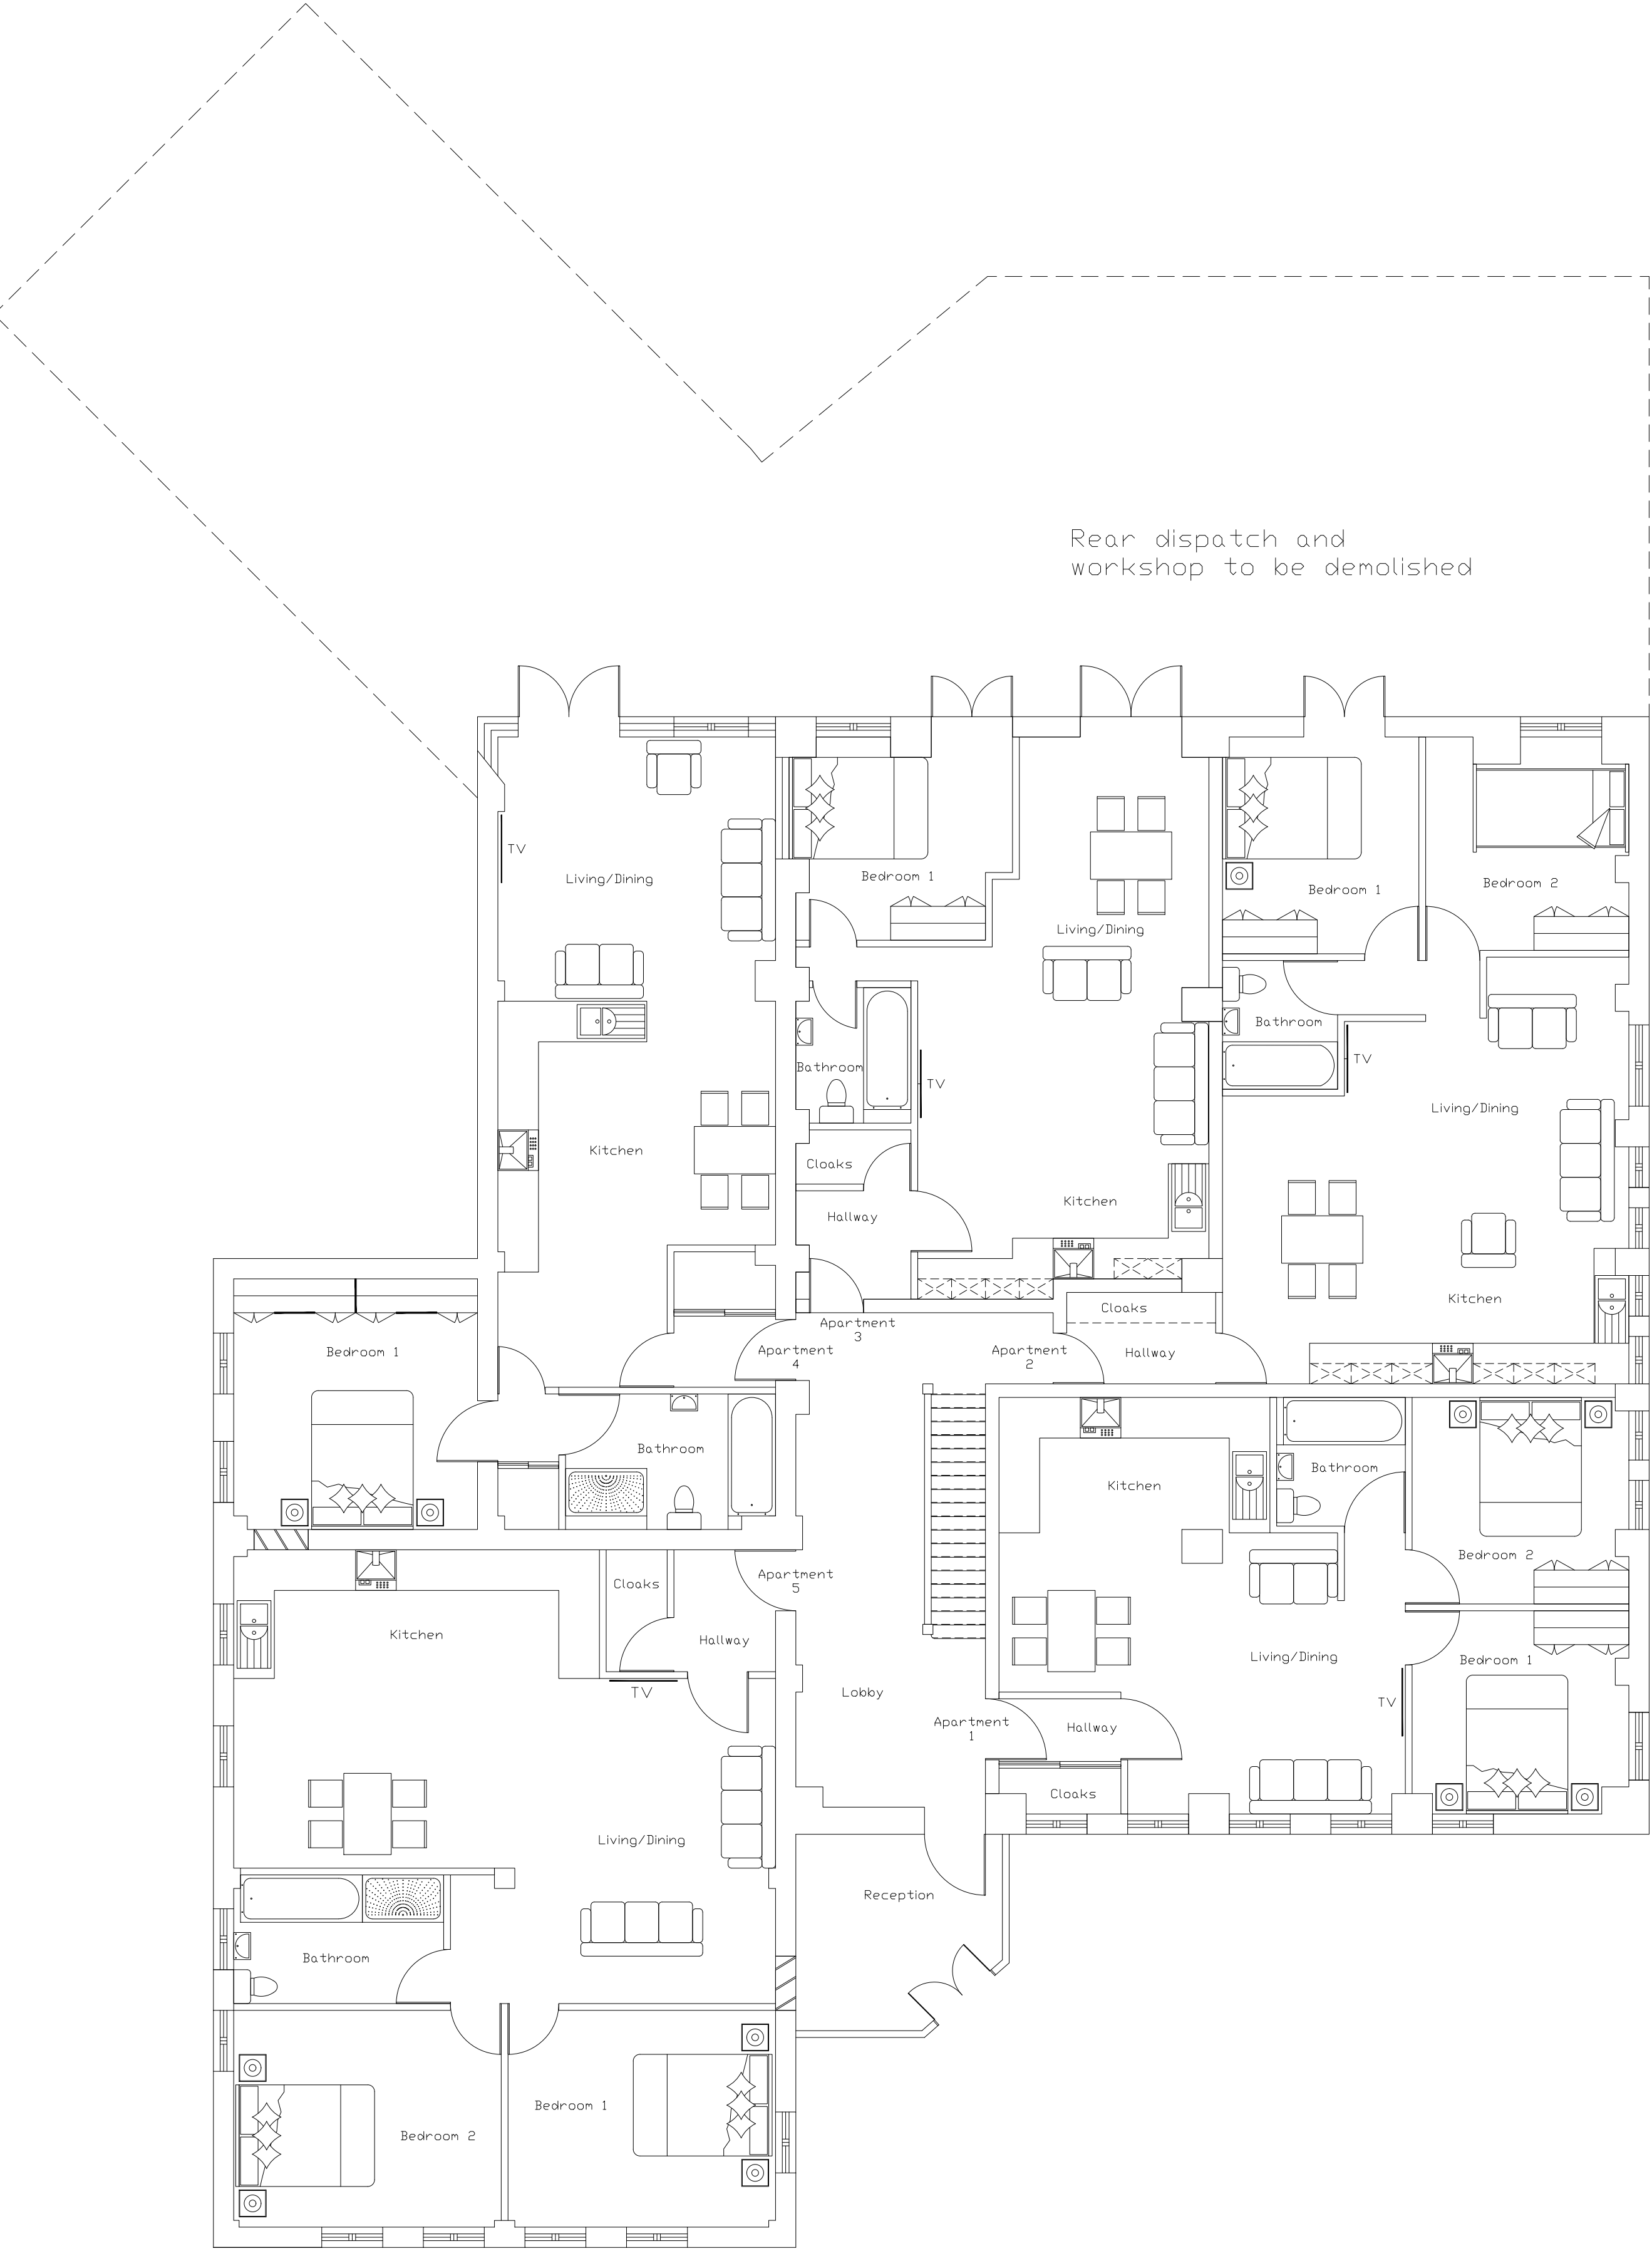 Rear dispatch and
workshop to be demolished
TV
Living/Dining
Bedroom 1
Living/Dining
Bedroom 1
Bedroom 2
Bathroom
TV
Bathroom
TV
Living/Dining
Kitchen
Cloaks
Kitchen
Hallway
Kitchen
Cloaks
Apartment
3
Bedroom 1
Apartment
4
Apartment
2
Hallway
Bathroom
Kitchen
Bathroom
Bedroom 2
Cloaks
Apartment
5
Kitchen
Hallway
Living/Dining
Bedroom 1
TV
Lobby
TV
Apartment
1
Hallway
Cloaks
Living/Dining
Reception
Bathroom
Bedroom 1
Bedroom 2